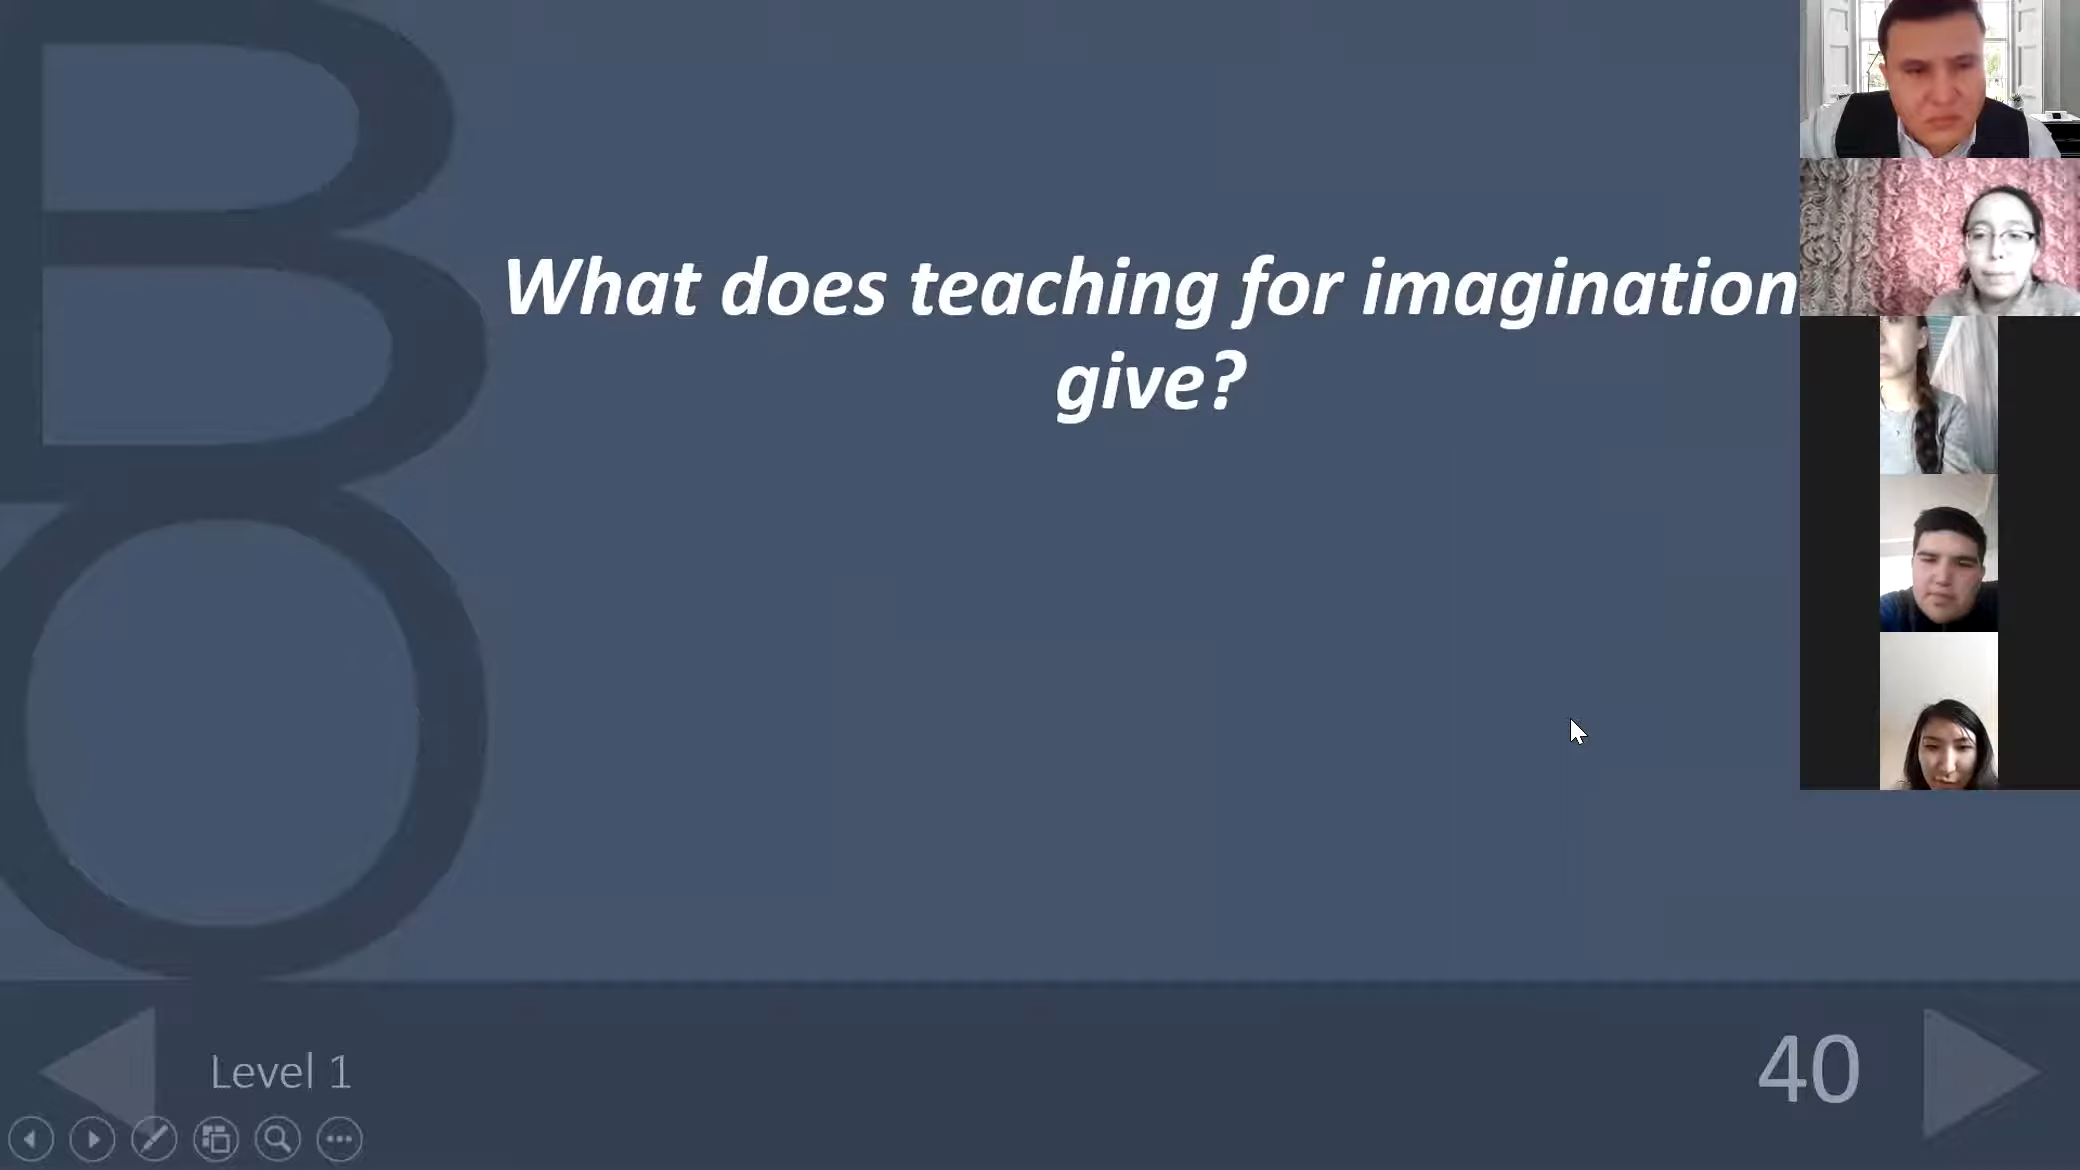 B
O
What does teaching for imagination
give?
Level 1
40